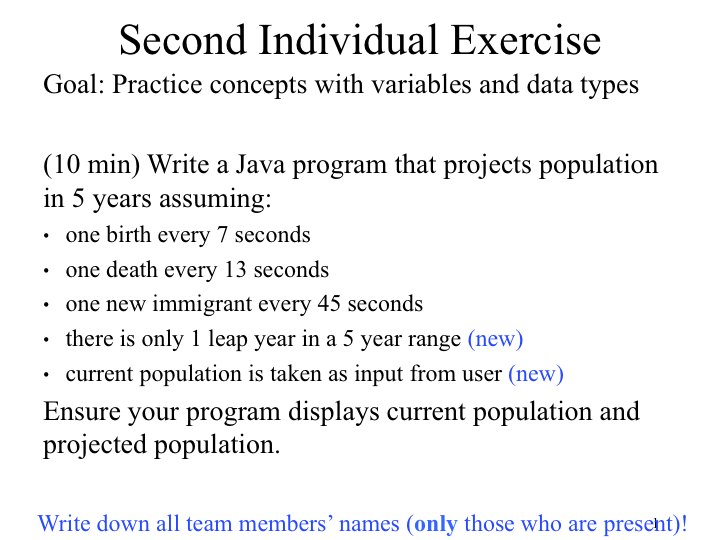 Second Individual Exercise
Goal: Practice concepts with variables and data types
(10 min) Write a Java program that projects population
in 5 years assuming:
• one birth every 7 seconds
• one death every 13 seconds
• one new immigrant every 45 seconds
• there is only 1 leap year in a 5 year range (new)
• current population is taken as input from user (new)
Ensure your program displays current population and
projected population.
Write down all team members’ names (only those who are present)!
1